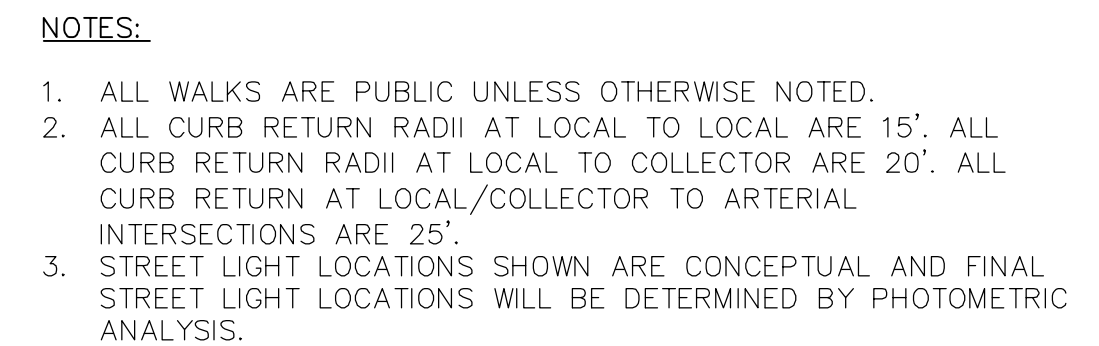 NOTES:
1. ALL WALKS ARE PUBLIC UNLESS OTHERWISE NOTED.
2. ALL CURB RETURN RADII AT LOCAL TO LOCAL ARE 15'. ALL
CURB RETURN RADII AT LOCAL TO COLLECTOR ARE 20'. ALL
CURB RETURN AT LOCAL/COLLECTOR TO ARTERIAL
INTERSECTIONS ARE 25'.
3. STREET LIGHT LOCATIONS SHOWN ARE CONCEPTUAL AND FINAL
STREET LIGHT LOCATIONS WILL BE DETERMINED BY PHOTOMETRIC
ANALYSIS.